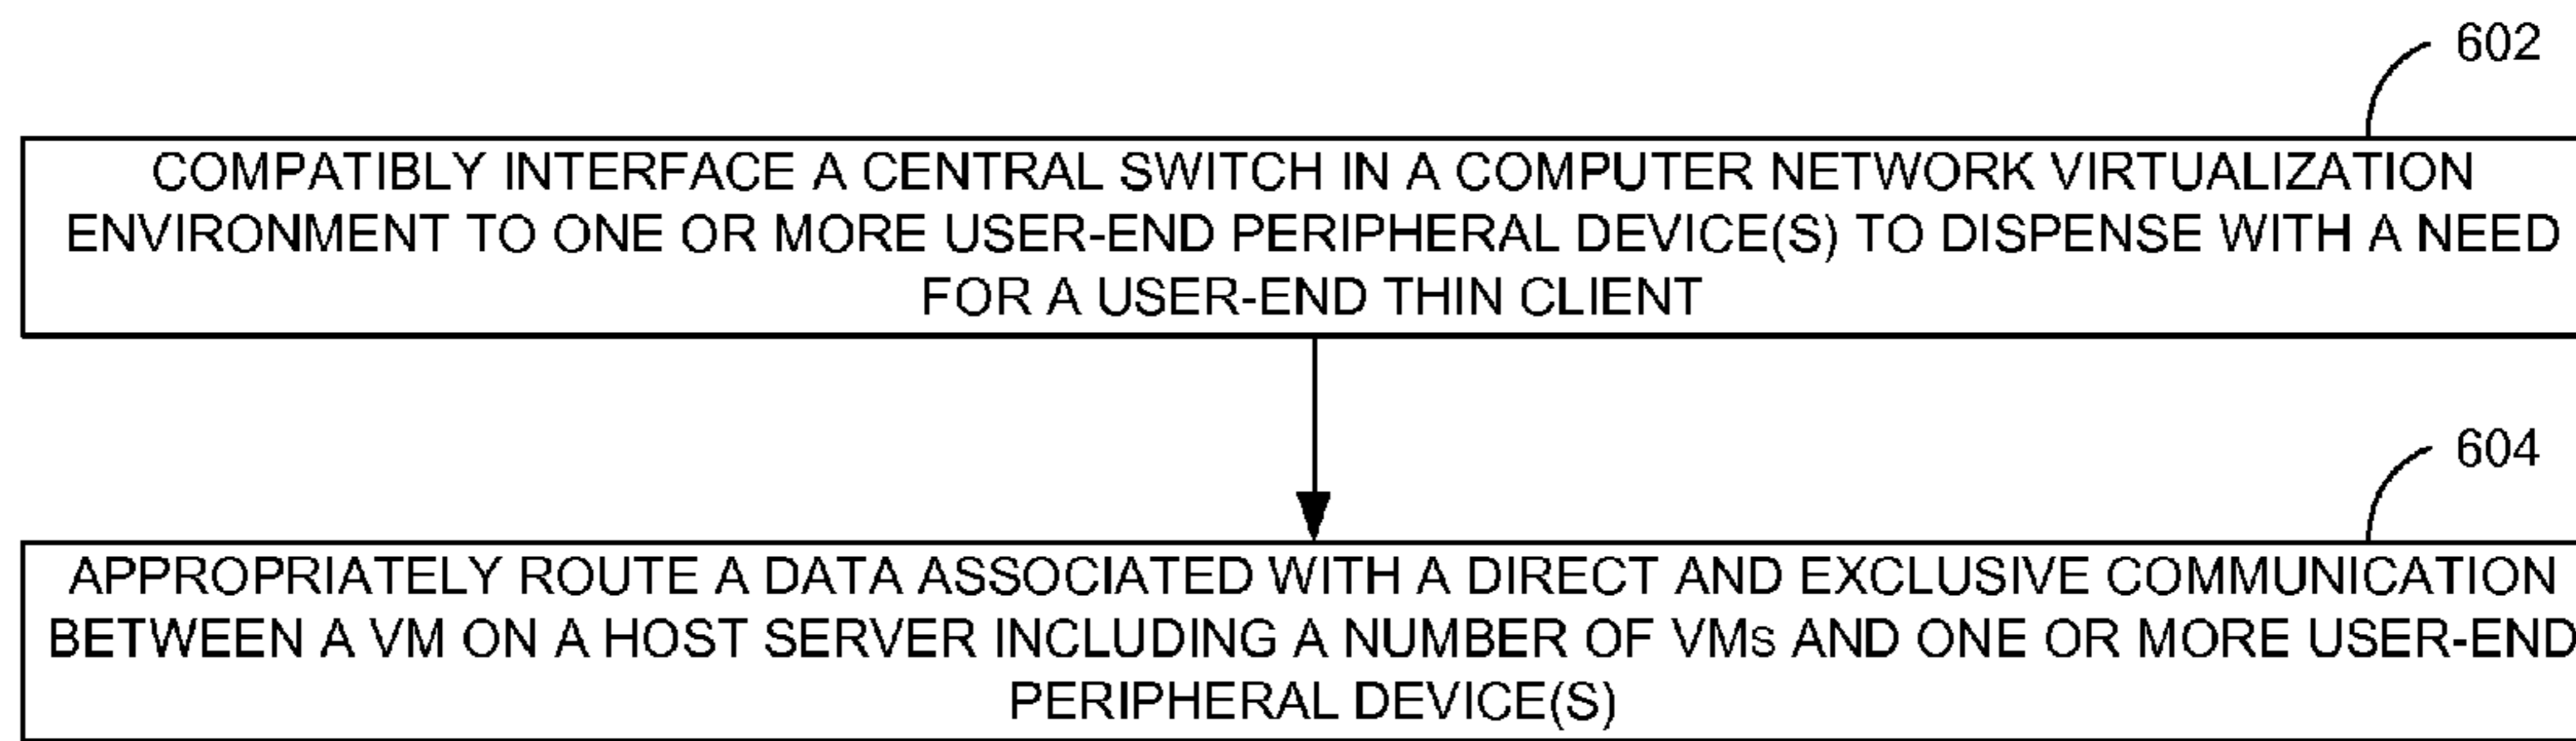 602
COMPATIBLY INTERFACE A CENTRAL SWITCH IN A COMPUTER NETWORK VIRTUALIZATION
ENVIRONMENT TO ONE OR MORE USER-END PERIPHERAL DEVICE(S) TO DISPENSE WITH A NEED
FOR A USER-END THIN CLIENT
604
APPROPRIATELY ROUTE A DATA ASSOCIATED WITH A DIRECT AND EXCLUSIVE COMMUNICATION
BETWEEN A VM ON A HOST SERVER INCLUDING A NUMBER OF VMs AND ONE OR MORE USER-END
PERIPHERAL DEVICE(S)